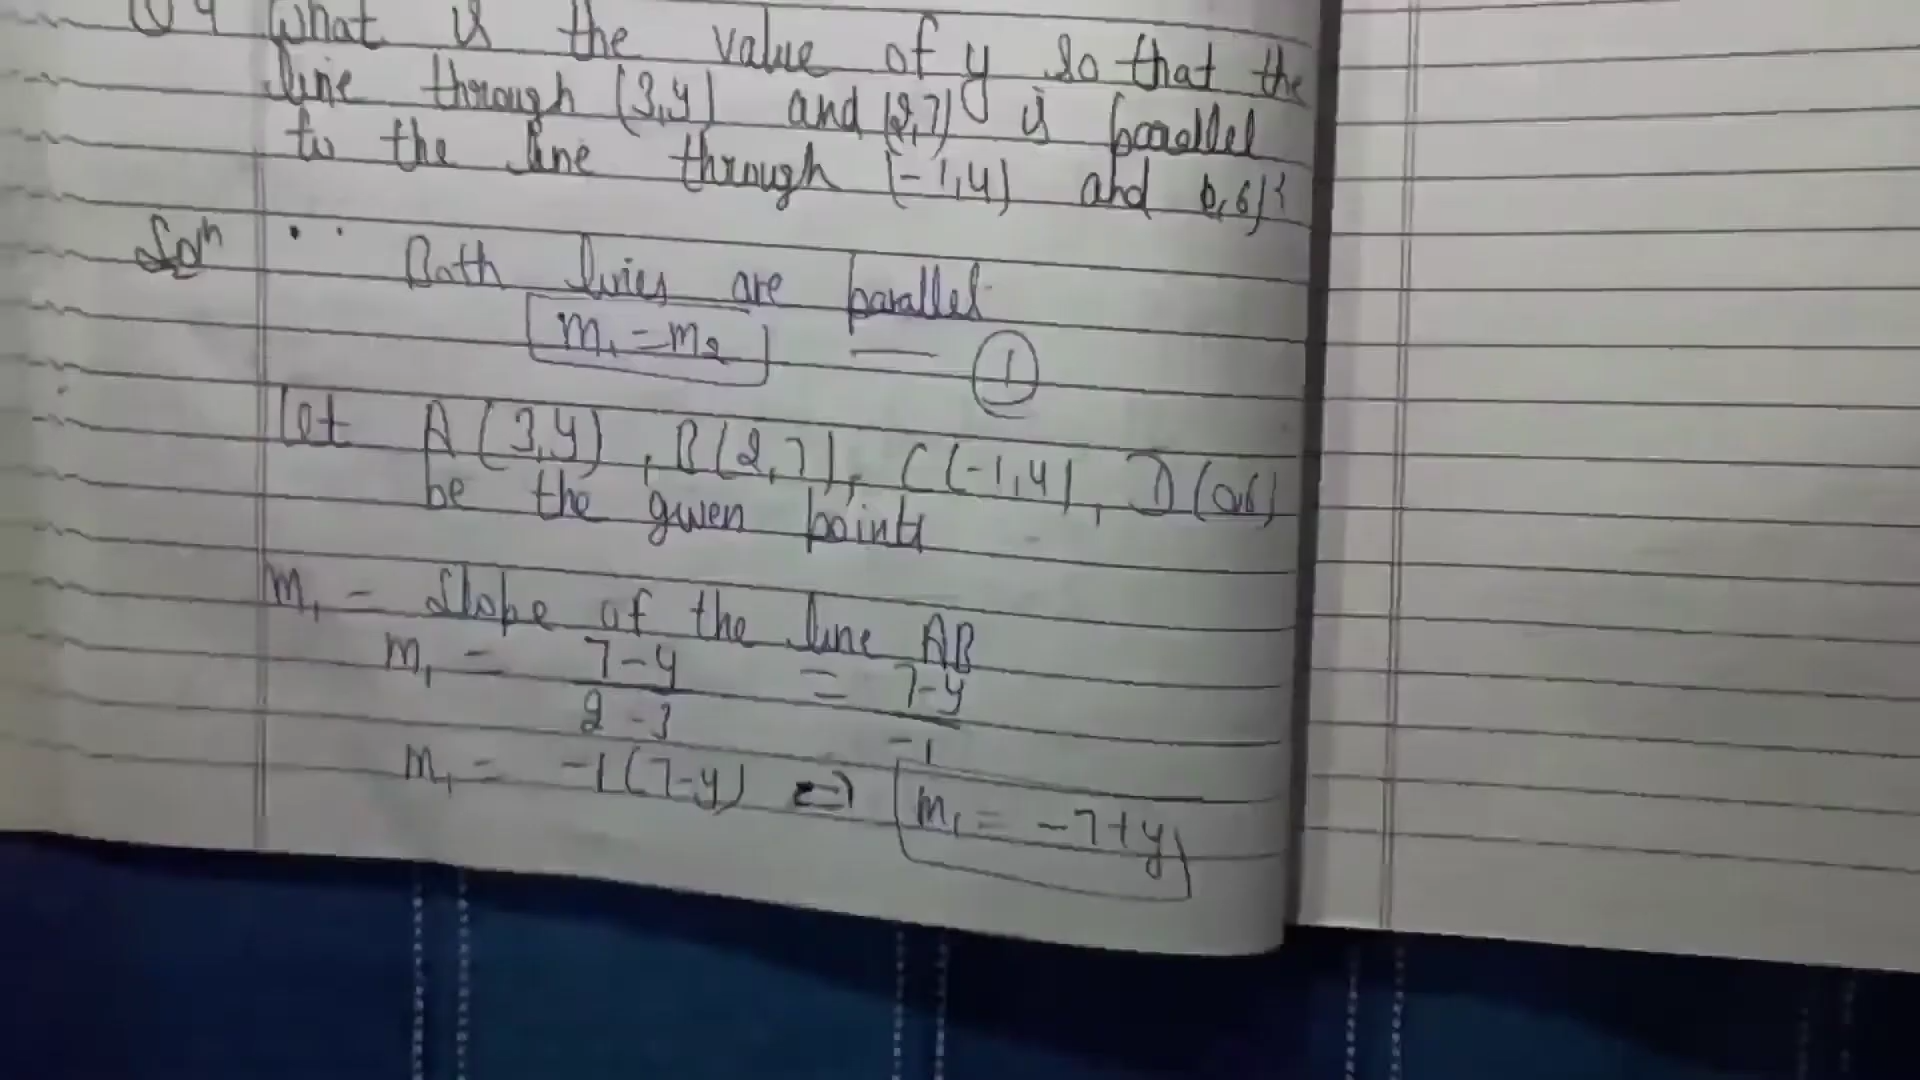 Q4 What is the value of y so that the
line through (3,y) and (2,7) is parallel
to the line through (-1,4) and 0,6)?
Solⁿ ∵ Both lines are parallel
m₁ = m₂ — ①
Let A(3,y), B(2,7), C(-1,4), D(0,6)
be the given points
m₁ = Slope of the line AB
m₁ = 7-y / 2-3 = 7-y / -1
m₁ = -1(7-y) ⇒ m₁ = -7+y